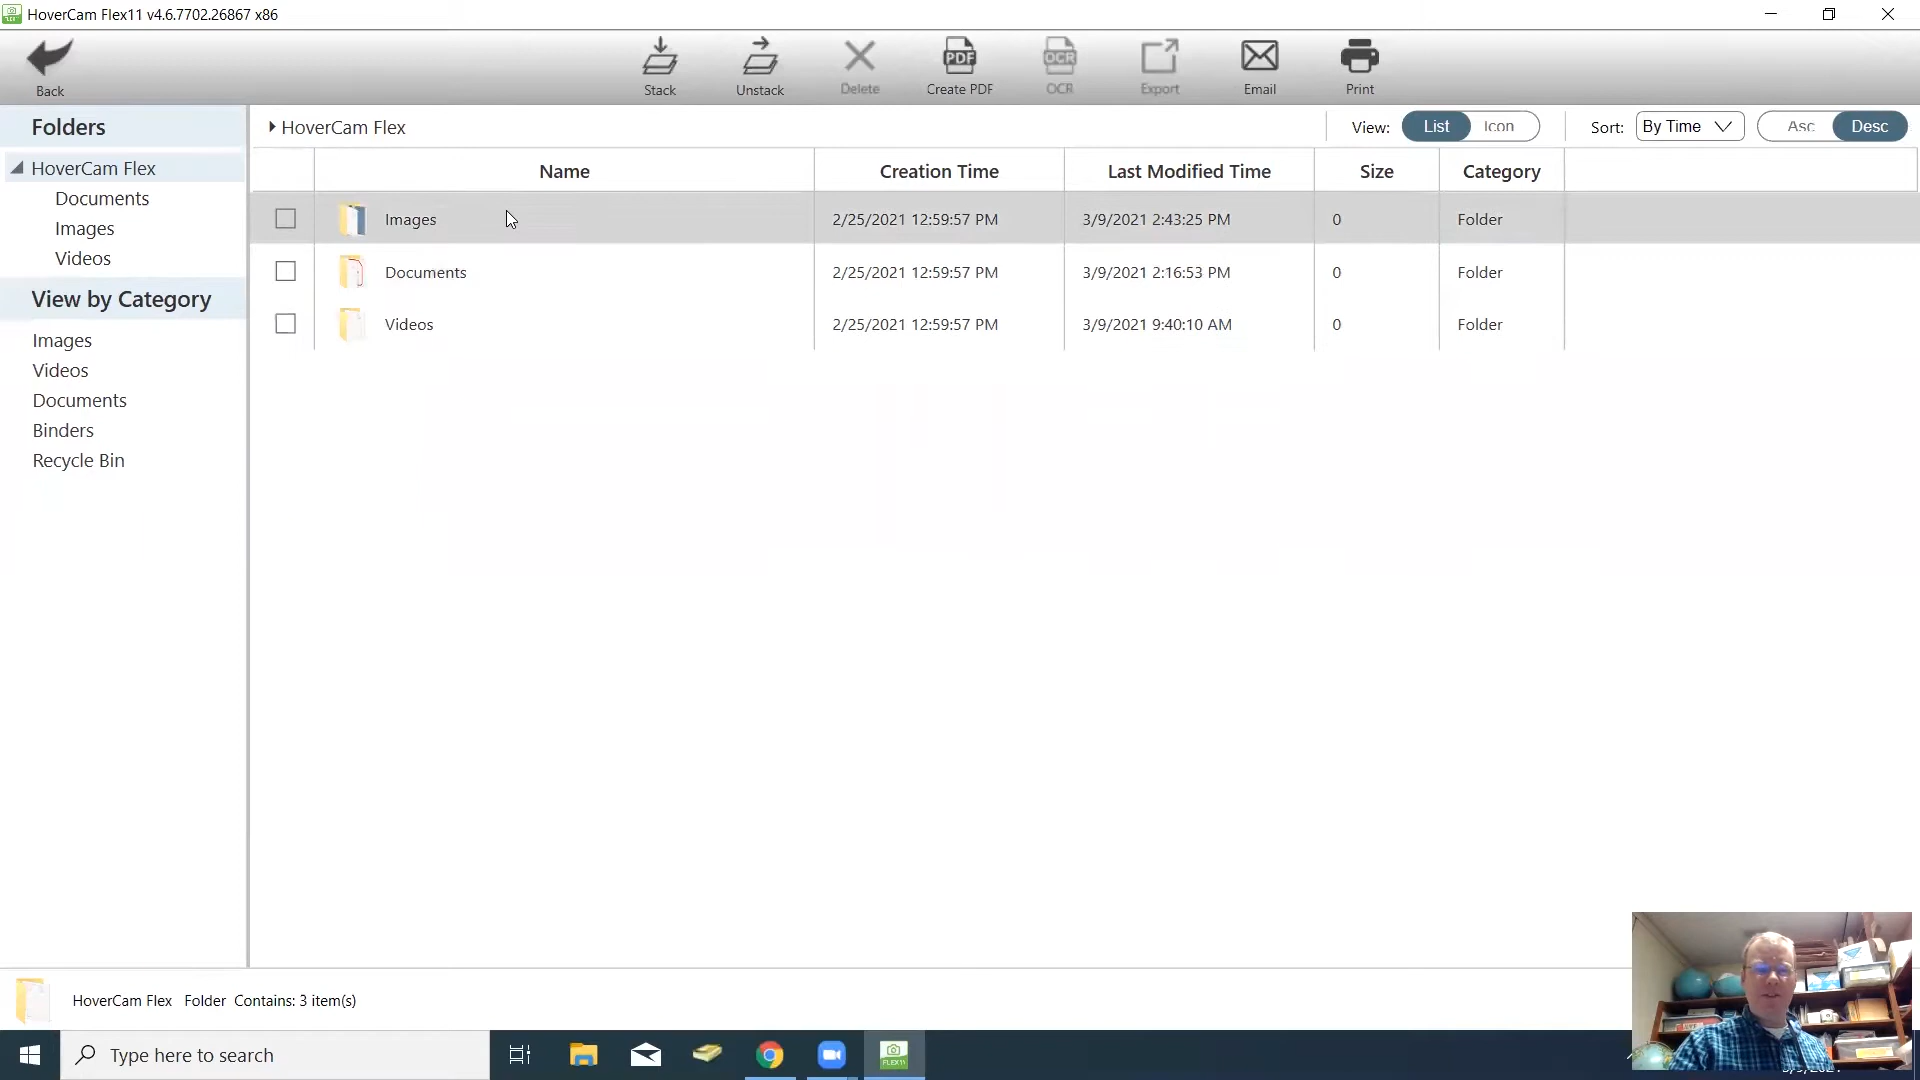 HoverCam Flex11 v4.6.7702.26867 x86
Back
Stack
Unstack
Delete
PDF
Create PDF
OCR
OCR
Export
Email
Print
Folders
HoverCam Flex
Documents
Images
Videos
View by Category
Images
Videos
Documents
Binders
Recycle Bin
HoverCam Flex
View: List Icon
Sort: By Time Asc Desc
Name Creation Time Last Modified Time Size Category
Images 2/25/2021 12:59:57 PM 3/9/2021 2:43:25 PM 0 Folder
Documents 2/25/2021 12:59:57 PM 3/9/2021 2:16:53 PM 0 Folder
Videos 2/25/2021 12:59:57 PM 3/9/2021 9:40:10 AM 0 Folder
HoverCam Flex Folder Contains: 3 item(s)
Type here to search
FLEX11